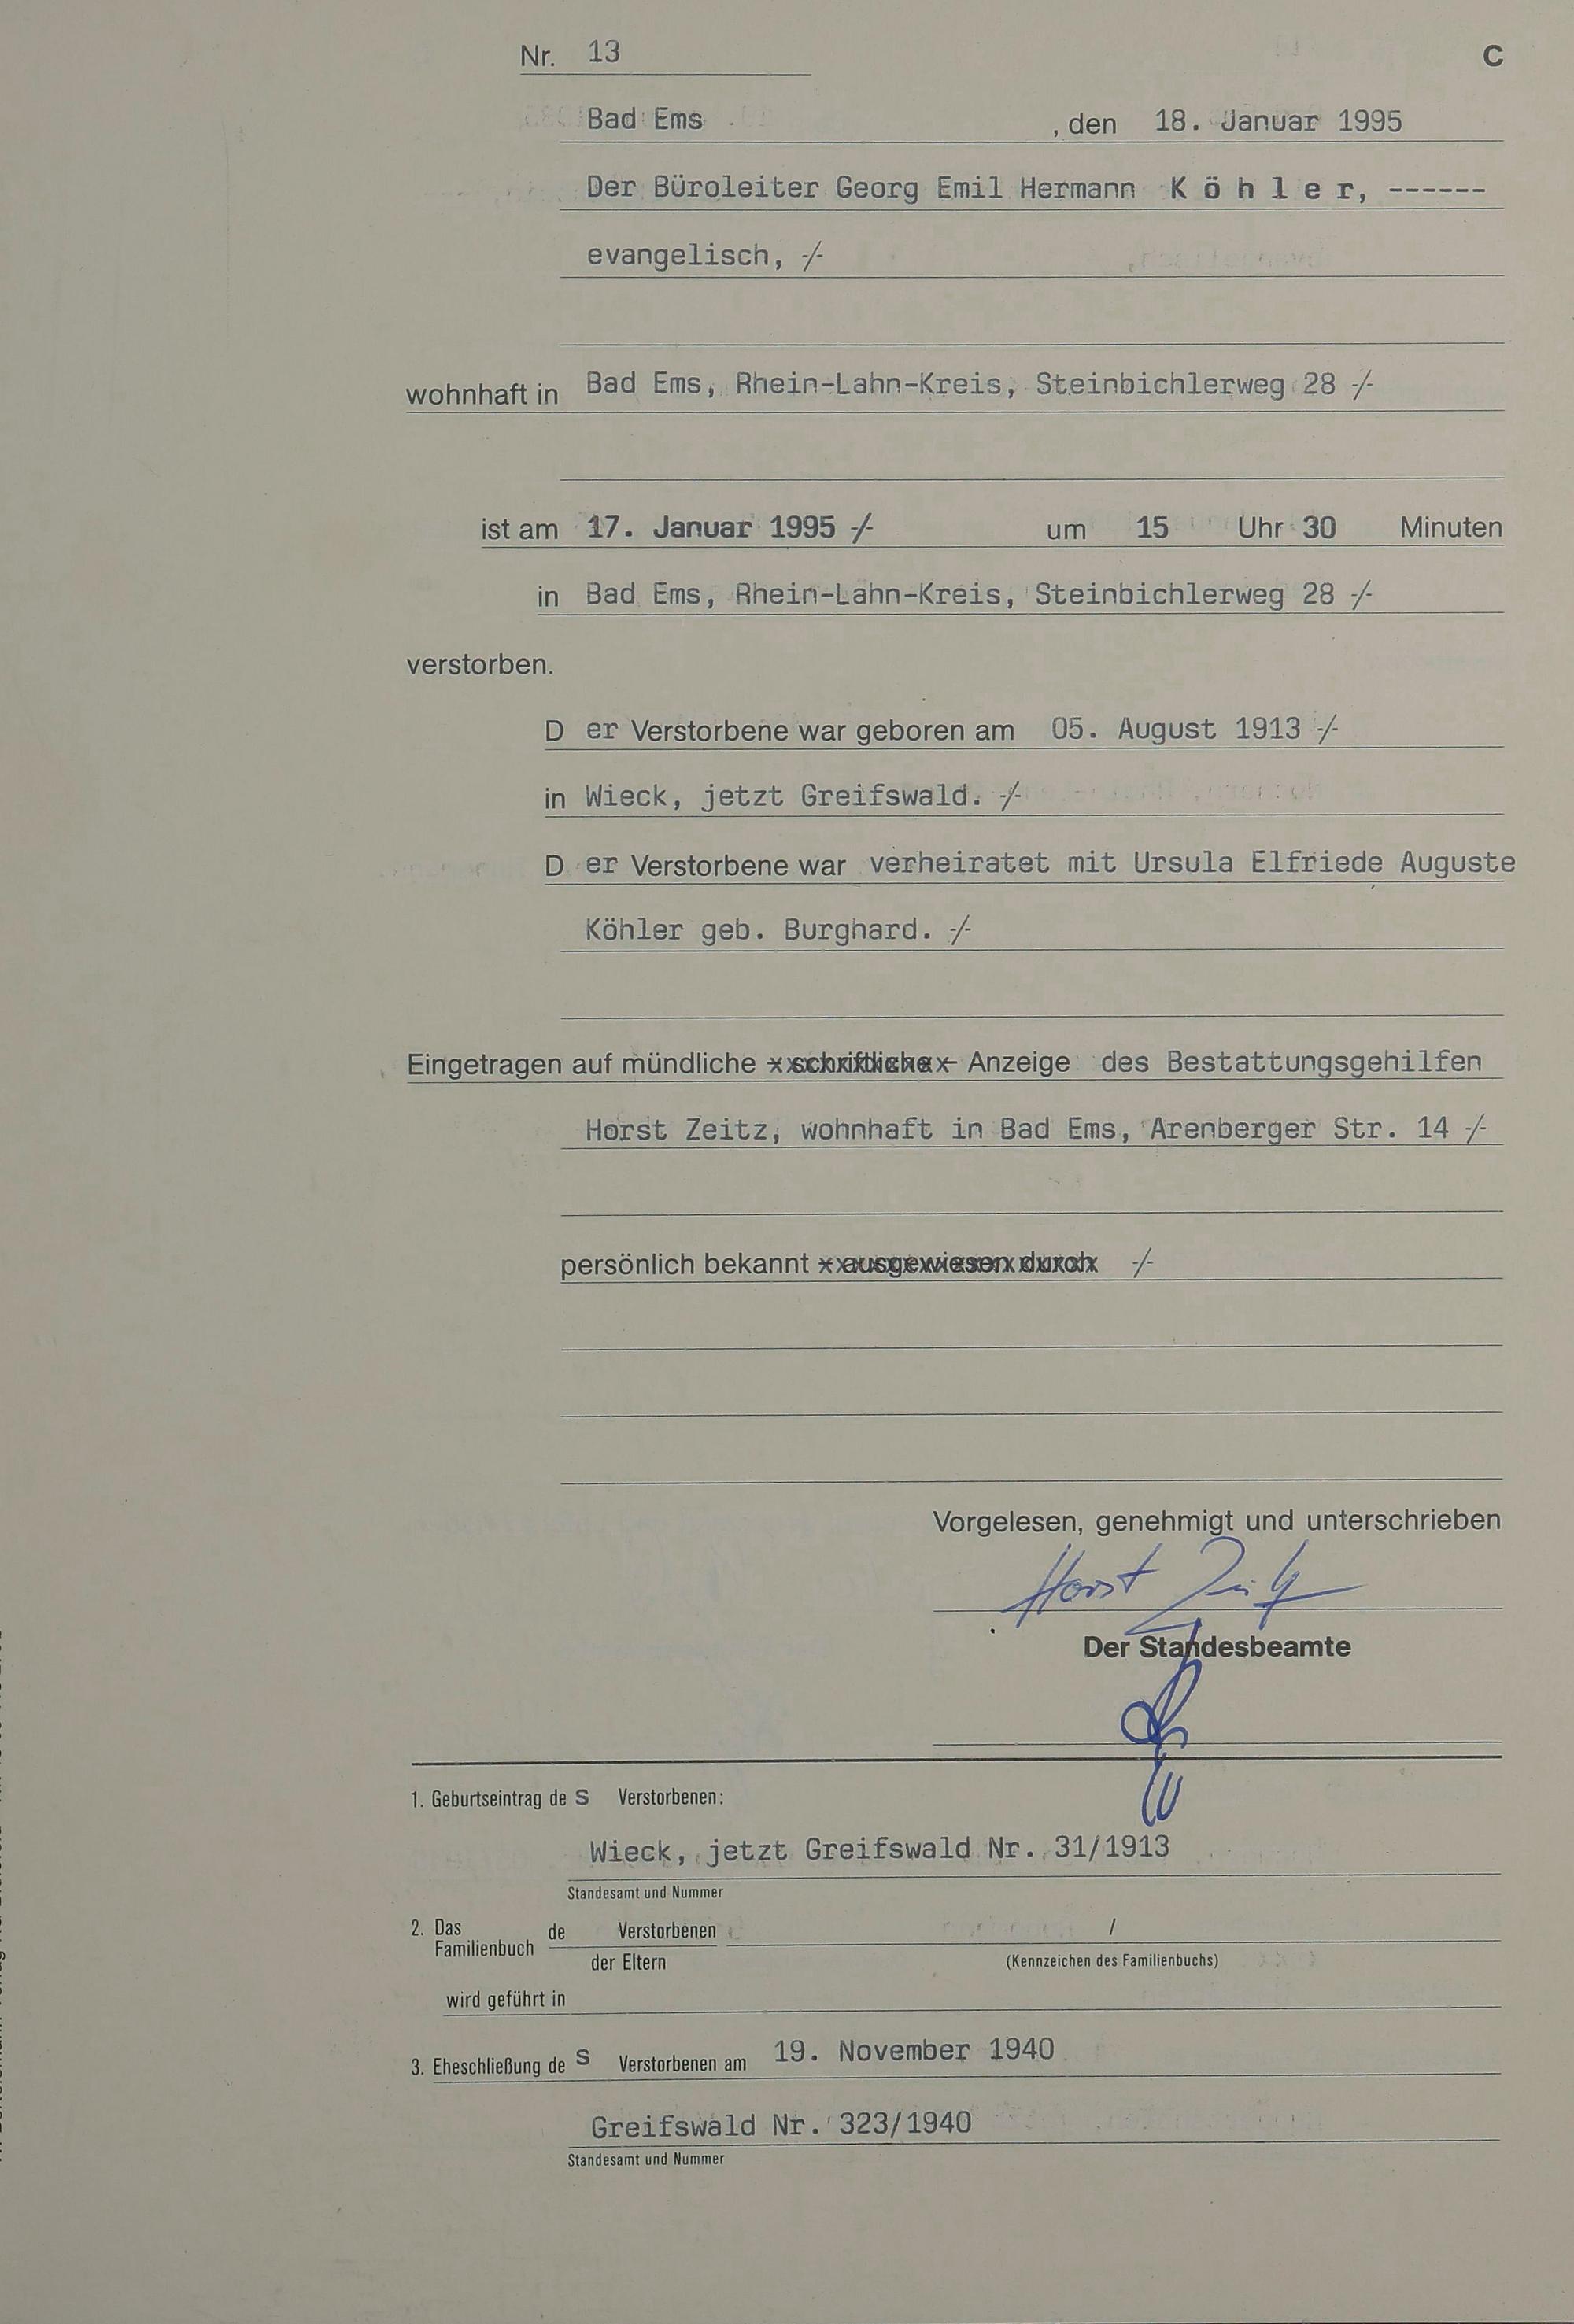 Nr. 13 C
Bad Ems , den 18. Januar 1995
Der Büroleiter Georg Emil Hermann K ö h l e r, ------
evangelisch, -/-
wohnhaft in Bad Ems, Rhein-Lahn-Kreis, Steinbichlerweg 28 -/-
ist am 17. Januar 1995 -/- um 15 Uhr 30 Minuten
in Bad Ems, Rhein-Lahn-Kreis, Steinbichlerweg 28 -/-
verstorben.
D er Verstorbene war geboren am 05. August 1913 -/-
in Wieck, jetzt Greifswald. -/-
D er Verstorbene war verheiratet mit Ursula Elfriede Auguste
Köhler geb. Burghard. -/-
Eingetragen auf mündliche schriftliche Anzeige des Bestattungsgehilfen
Horst Zeitz, wohnhaft in Bad Ems, Arenberger Str. 14 -/-
persönlich bekannt ausgewiesen durch -/-
Vorgelesen, genehmigt und unterschrieben
Horst Zeitz
Der Standesbeamte
1. Geburtseintrag de S Verstorbenen:
Wieck, jetzt Greifswald Nr. 31/1913
Standesamt und Nummer
2. Das Familienbuch de Verstorbenen /
der Eltern (Kennzeichen des Familienbuchs)
wird geführt in
3. Eheschließung de S Verstorbenen am 19. November 1940
Greifswald Nr. 323/1940
Standesamt und Nummer